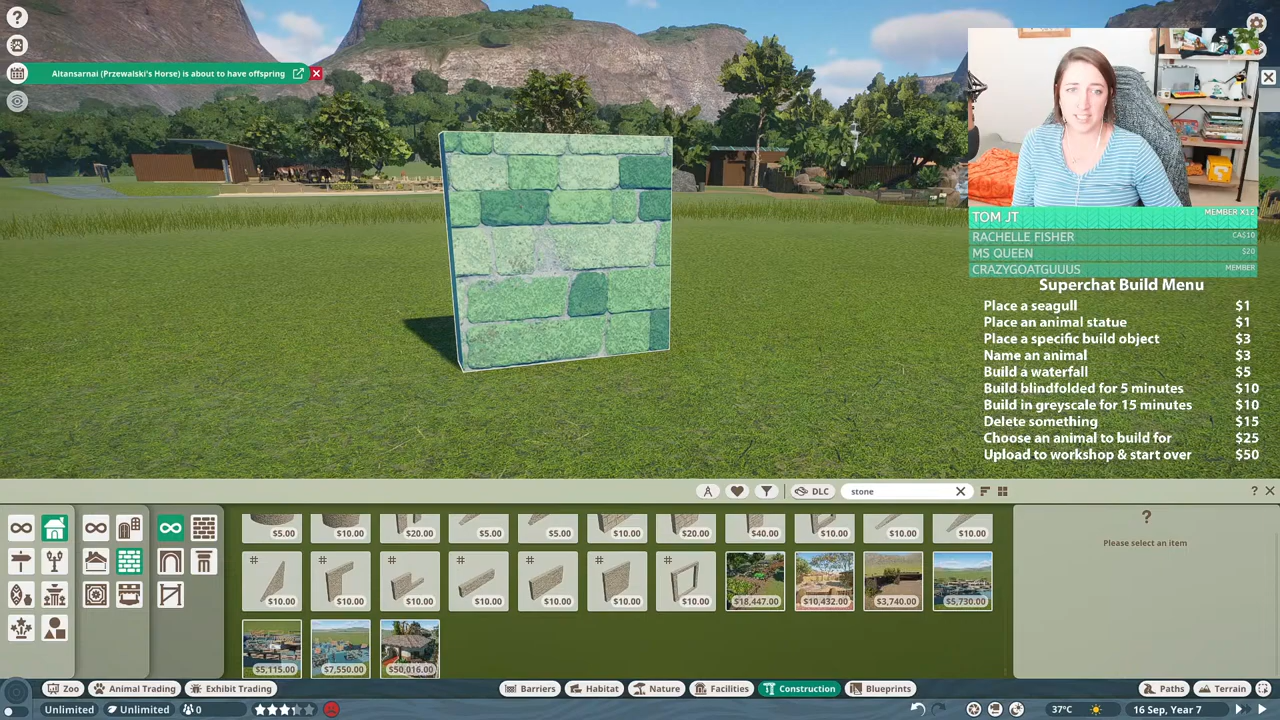 Altansarnai (Przewalski's Horse) is about to have offspring
TOM JT MEMBER X12
RACHELLE FISHER CA$10
MS QUEEN $20
CRAZYGOATGUUUS MEMBER
Superchat Build Menu
Place a seagull $1
Place an animal statue $1
Place a specific build object $3
Name an animal $3
Build a waterfall $5
Build blindfolded for 5 minutes $10
Build in greyscale for 15 minutes $10
Delete something $15
Choose an animal to build for $25
Upload to workshop & start over $50
DLC stone
? Please select an item
$5.00 $10.00 $20.00 $5.00 $5.00 $10.00 $20.00 $40.00 $10.00 $10.00 $10.00
$10.00 $10.00 $10.00 $10.00 $10.00 $10.00 $10.00 $18,447.00 $10,432.00 $3,740.00 $5,730.00
$5,115.00 $7,550.00 $50,016.00
Zoo Animal Trading Exhibit Trading Barriers Habitat Nature Facilities Construction Blueprints Paths Terrain
Unlimited Unlimited 0 37°C 16 Sep, Year 7